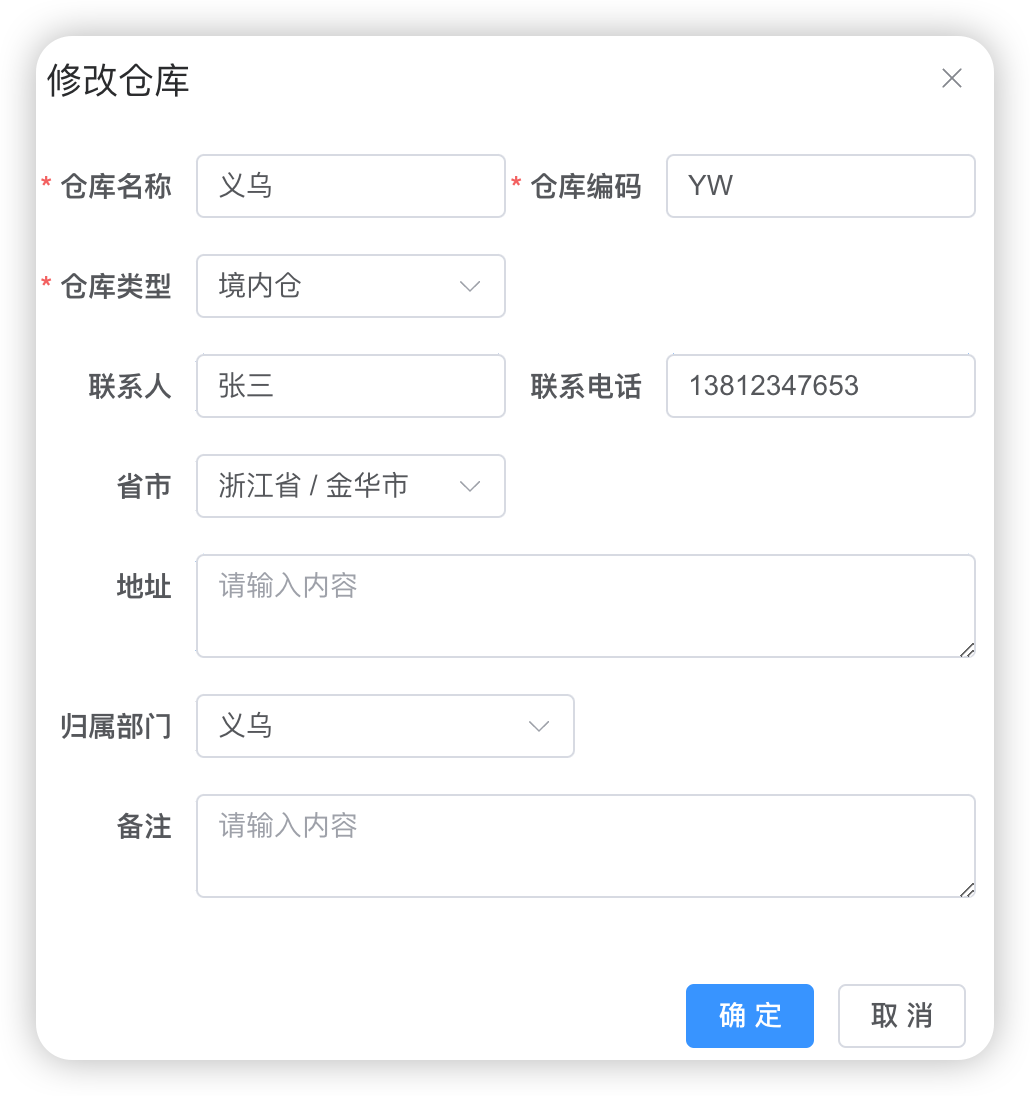 修改仓库
* 仓库名称 义乌 * 仓库编码 YW
* 仓库类型 境内仓
联系人 张三 联系电话 13812347653
省市 浙江省 / 金华市
地址 请输入内容
归属部门 义乌
备注 请输入内容
确 定 取 消